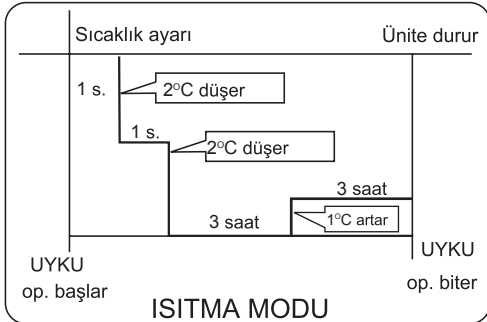 Sıcaklık ayarı
Ünite durur
1 s.
2°C düşer
1 s.
2°C düşer
3 saat
3 saat
1°C artar
UYKU
op. başlar
UYKU
op. biter
ISITMA MODU